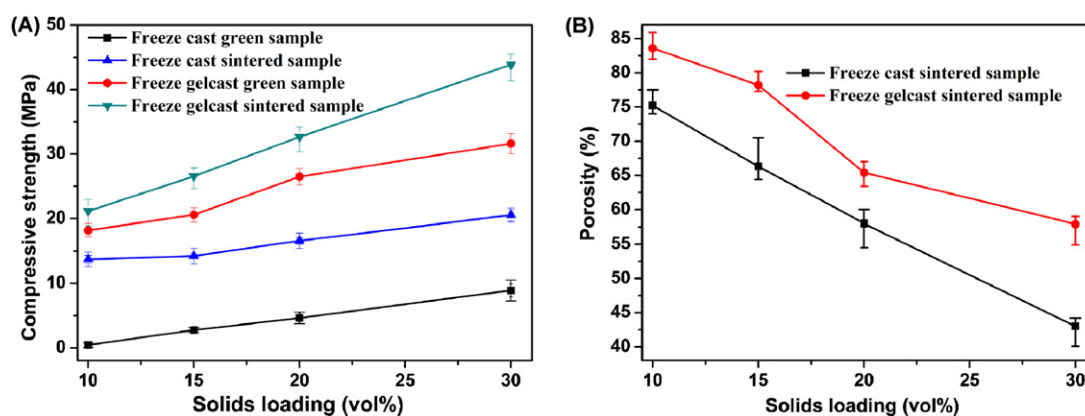 (A)
Compressive strength (MPa)
50
40
30
20
10
0
Freeze cast green sample
Freeze cast sintered sample
Freeze gelcast green sample
Freeze gelcast sintered sample
10 15 20 25 30
Solids loading (vol%)
(B)
Porosity (%)
85
80
75
70
65
60
55
50
45
40
Freeze cast sintered sample
Freeze gelcast sintered sample
10 15 20 25 30
Solids loading (vol%)